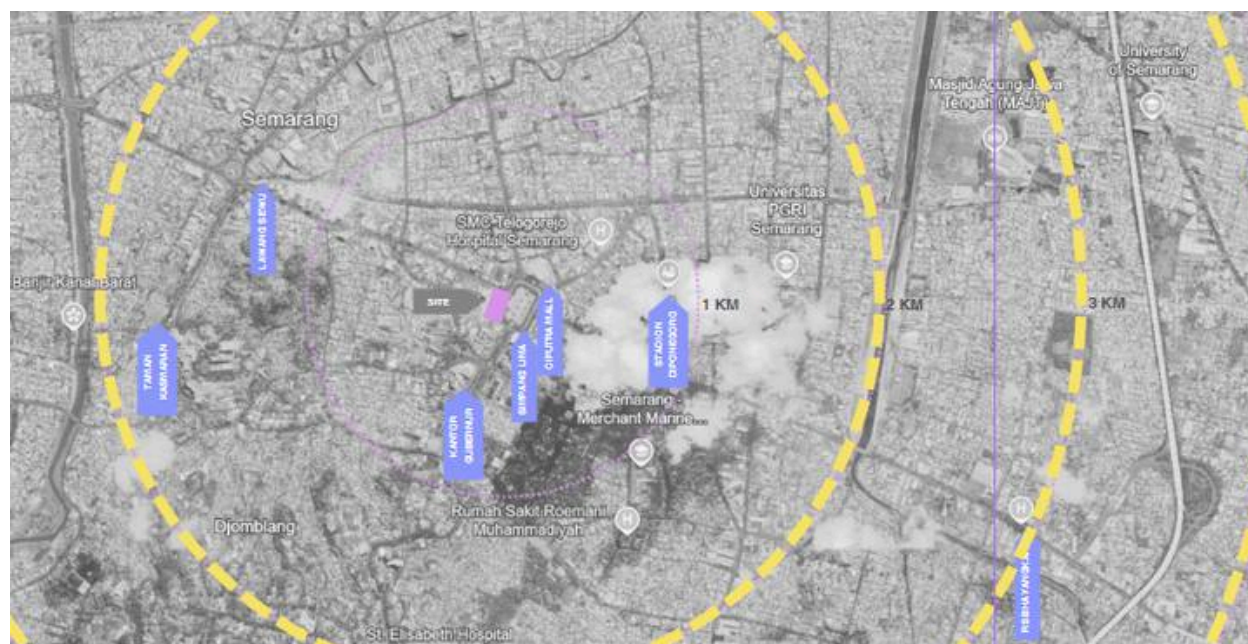 University
of Semarang
Masjid Agung Jawa
Tengah (MAJT)
Semarang
Universitas
PGRI
Semarang
LAWANG SEWU
SMC Telogorejo
Hospital Semarang
Banjir Kanal Barat
SITE
1 KM
2 KM
3 KM
CIPUTRA MALL
SIMPANG LIMA
STADION
DIPONEGORO
TAMAN
KASMARAN
KANTOR
GUBERNUR
Semarang -
Merchant Marine...
Rumah Sakit Roemani
Muhammadiyah
Djomblang
RSBHAYANGKA
St. Elisabeth Hospital